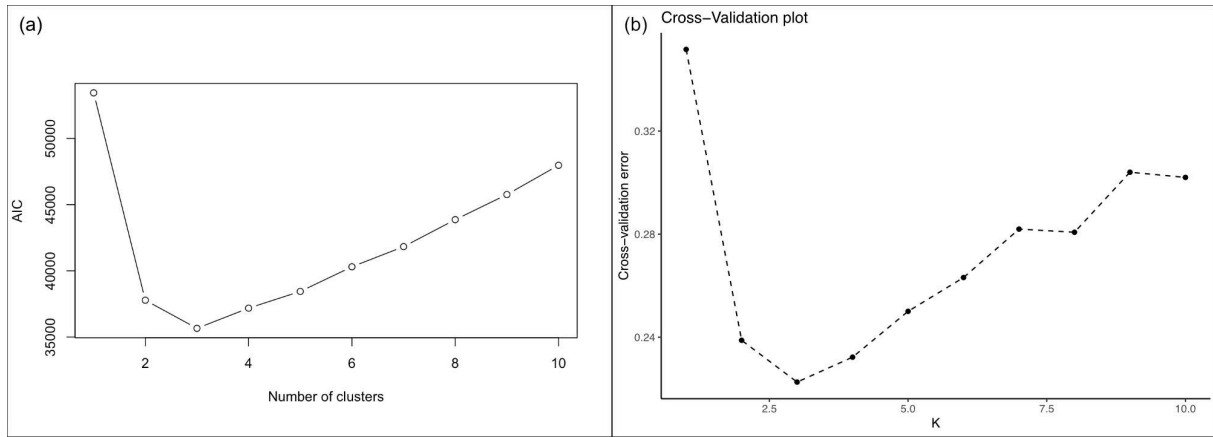 (a)
AIC
50000
45000
40000
35000
2 4 6 8 10
Number of clusters
(b)
Cross−Validation plot
Cross−validation error
0.32
0.28
0.24
2.5 5.0 7.5 10.0
K